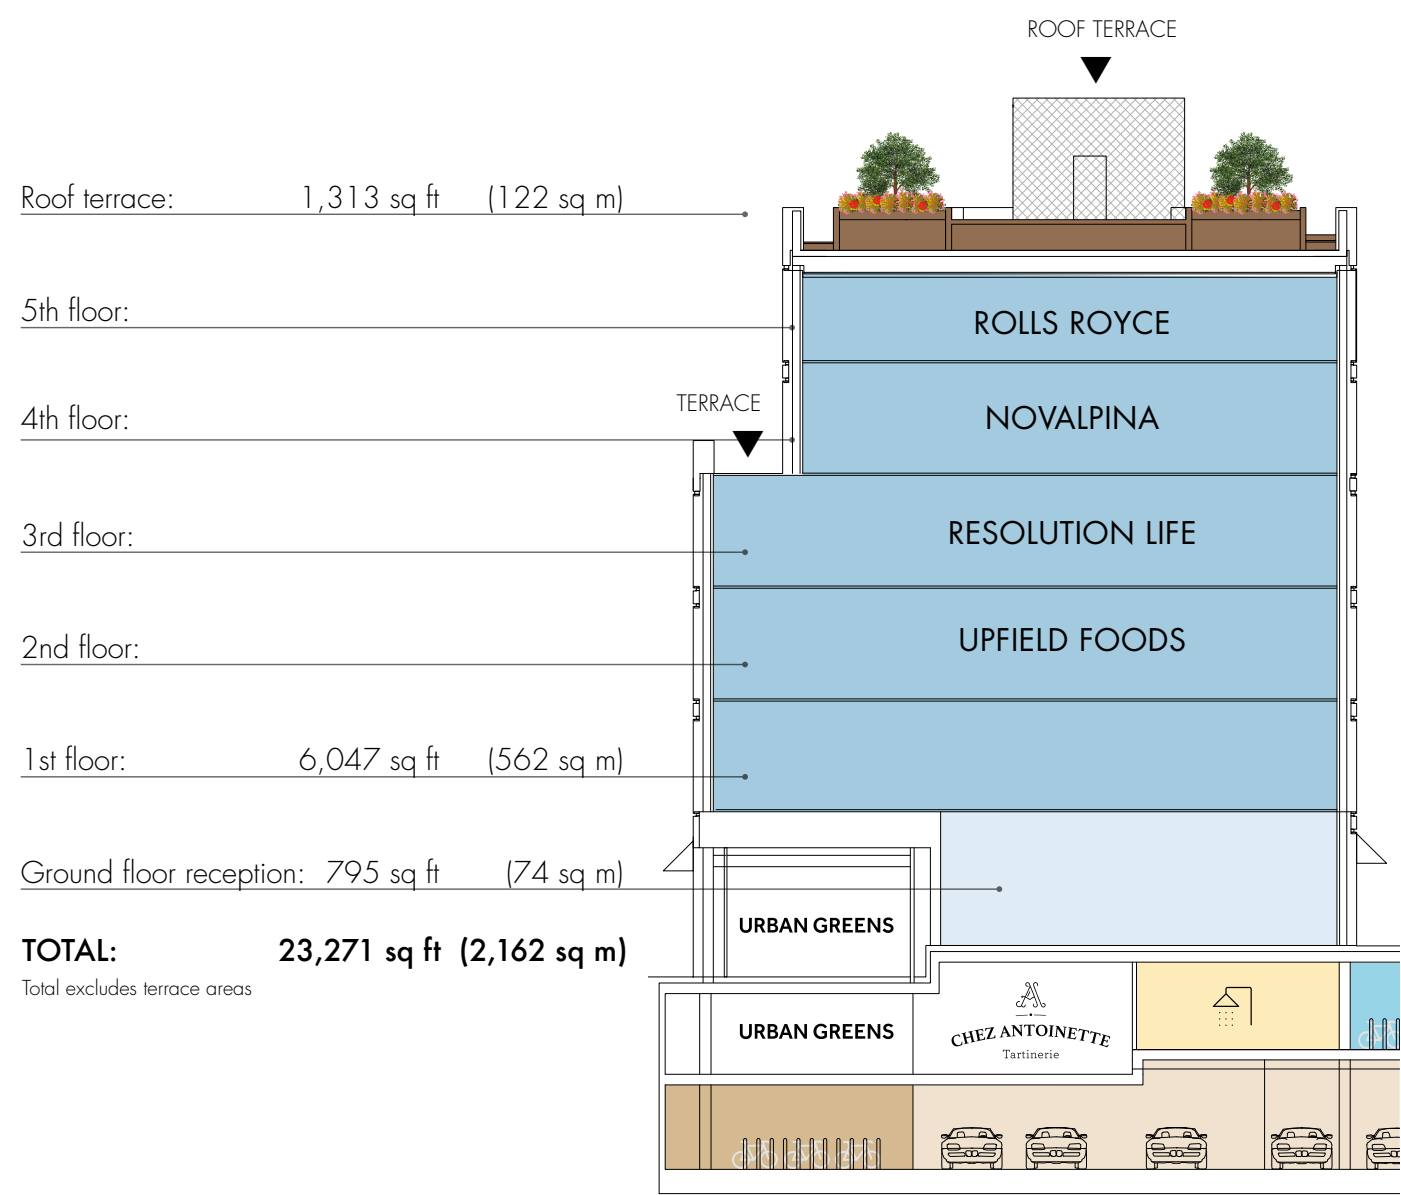 ROOF TERRACE
Roof terrace: 1,313 sq ft (122 sq m)
5th floor:
ROLLS ROYCE
TERRACE
4th floor:
NOVALPINA
3rd floor:
RESOLUTION LIFE
2nd floor:
UPFIELD FOODS
1st floor: 6,047 sq ft (562 sq m)
Ground floor reception: 795 sq ft (74 sq m)
URBAN GREENS
TOTAL: 23,271 sq ft (2,162 sq m)
Total excludes terrace areas
URBAN GREENS
A
CHEZ ANTOINETTE
Tartinerie